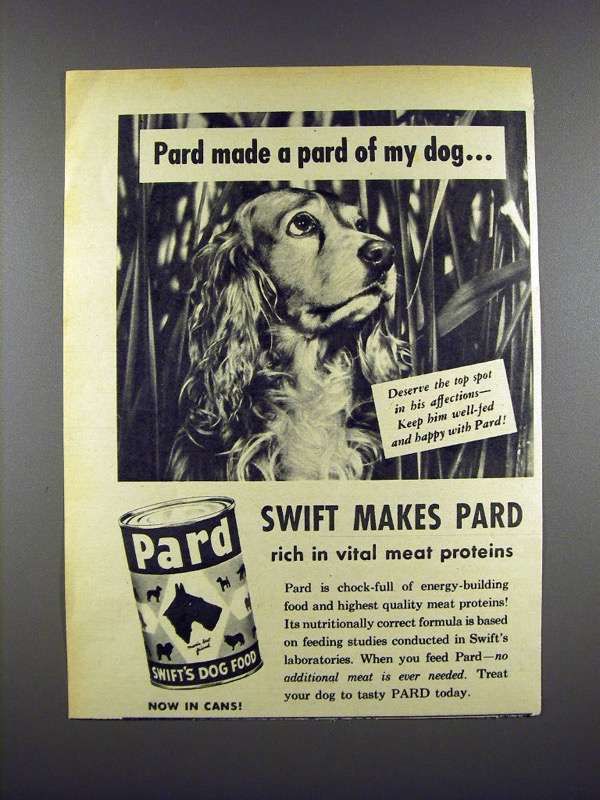 Pard made a pard of my dog...
Deserve the top spot
in his affections—
Keep him well-fed
and happy with Pard!
Pard
man's best
friend
SWIFT'S DOG FOOD
NOW IN CANS!
SWIFT MAKES PARD
rich in vital meat proteins
Pard is chock-full of energy-building
food and highest quality meat proteins!
Its nutritionally correct formula is based
on feeding studies conducted in Swift's
laboratories. When you feed Pard—no
additional meat is ever needed. Treat
your dog to tasty PARD today.